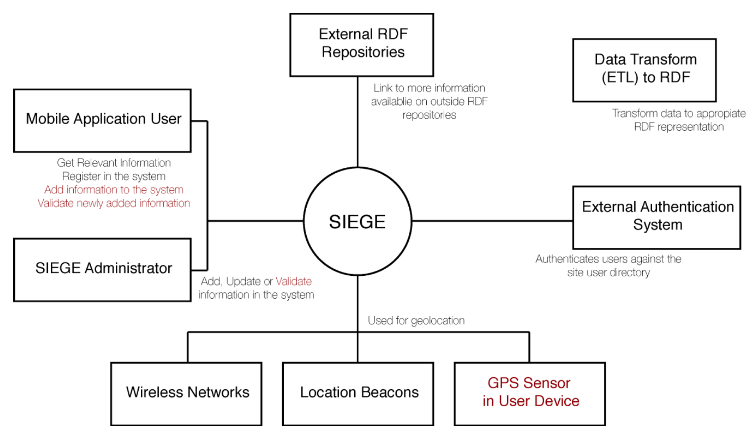 External RDF
Repositories
Data Transform
(ETL) to RDF
Link to more information
availablie on outside RDF
repositories
Transform data to appropiate
RDF representation
Mobile Application User
Get Relevant Information
Register in the system
Add information to the system
Validate newly added information
SIEGE
External Authentication
System
Authenticates users against the
site user directory
SIEGE Administrator
Add, Update or Validate
information in the system
Used for geolocation
Wireless Networks
Location Beacons
GPS Sensor
in User Device